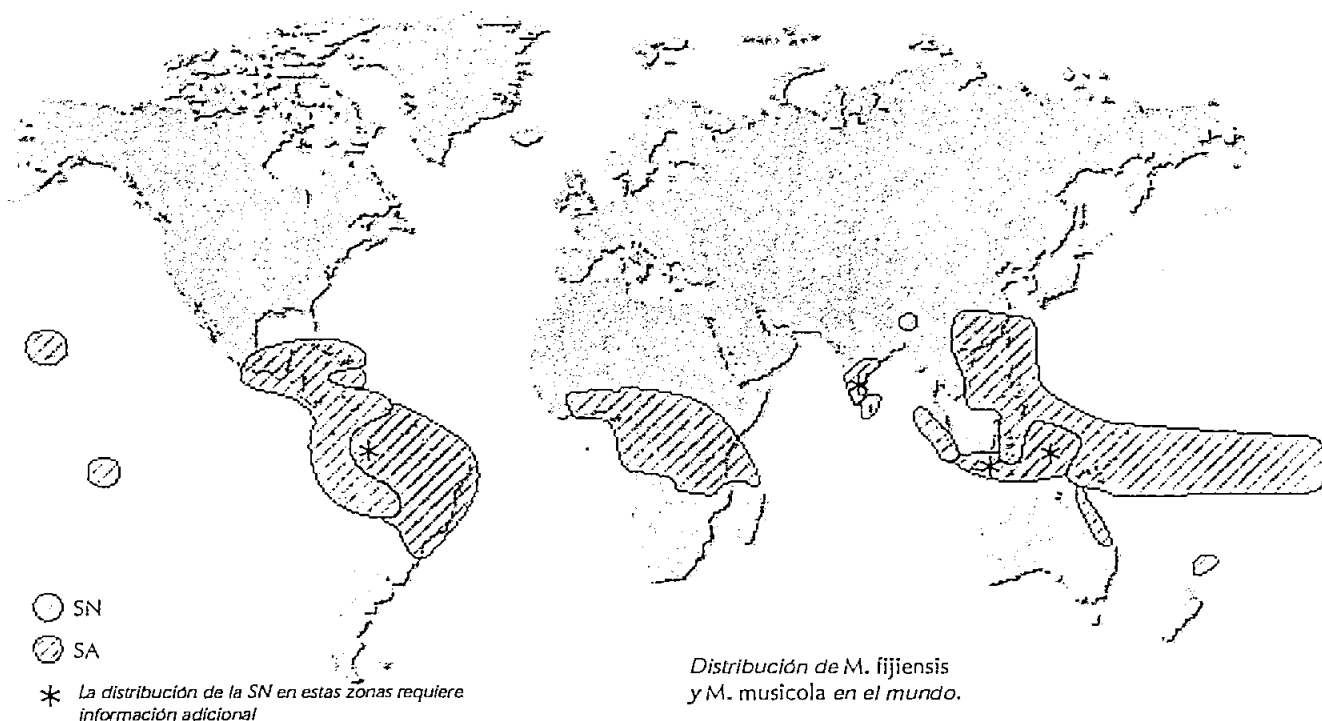 SN
SA
* La distribución de la SN en estas zonas requiere
información adicional
Distribución de M. fijiensis
y M. musicola en el mundo.